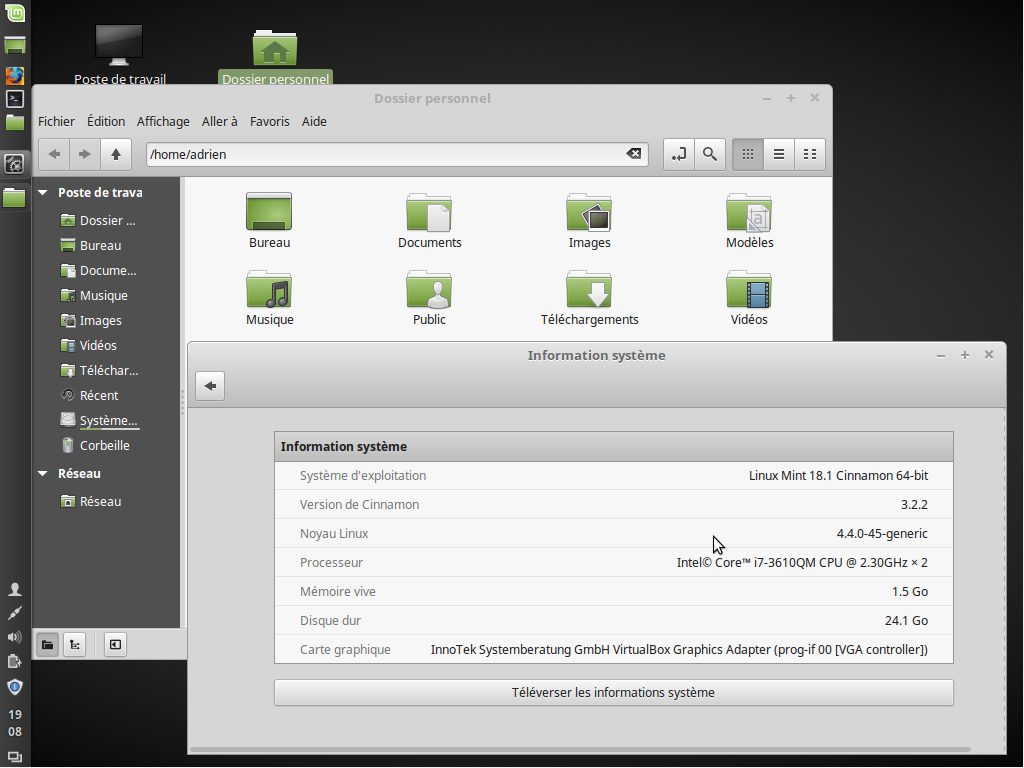 Poste de travail
Dossier personnel
Dossier personnel
Fichier Édition Affichage Aller à Favoris Aide
/home/adrien
Poste de trava
Dossier ...
Bureau
Docume...
Musique
Images
Vidéos
Téléchar...
Récent
Système...
Corbeille
Réseau
Réseau
Bureau
Documents
Images
Modèles
Musique
Public
Téléchargements
Vidéos
Information système
Information système
Système d'exploitation Linux Mint 18.1 Cinnamon 64-bit
Version de Cinnamon 3.2.2
Noyau Linux 4.4.0-45-generic
Processeur Intel© Core™ i7-3610QM CPU @ 2.30GHz × 2
Mémoire vive 1.5 Go
Disque dur 24.1 Go
Carte graphique InnoTek Systemberatung GmbH VirtualBox Graphics Adapter (prog-if 00 [VGA controller])
Téléverser les informations système
19
08